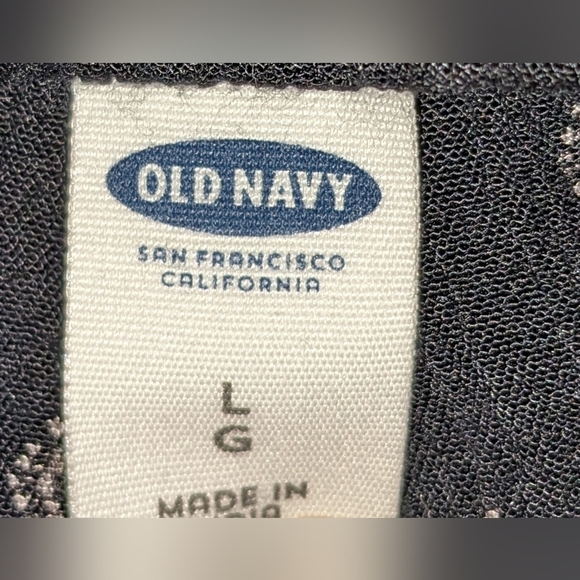 OLD NAVY
SAN FRANCISCO
CALIFORNIA
L
G
MADE IN